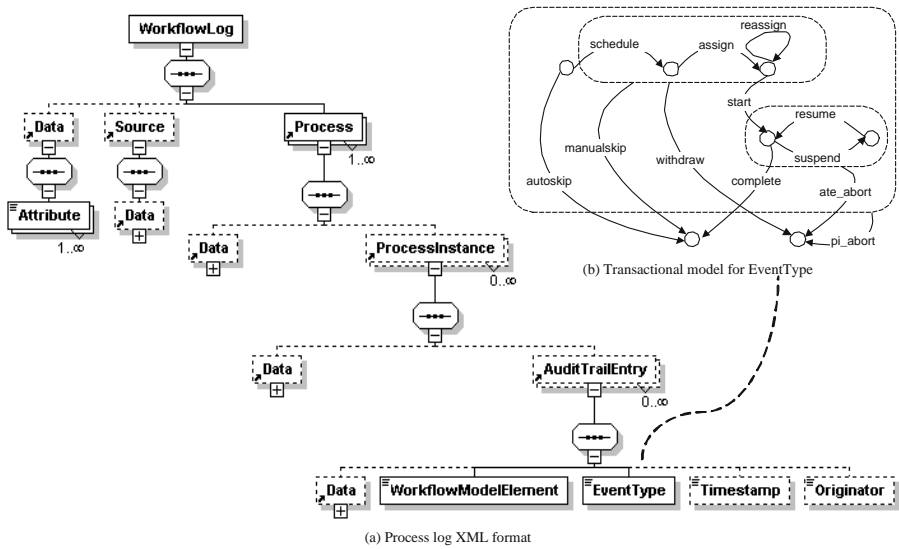 WorkflowLog
Data
Source
Process
1..∞
Attribute
1..∞
Data
Data
ProcessInstance
0..∞
Data
AuditTrailEntry
0..∞
Data
WorkflowModelElement
EventType
Timestamp
Originator
(a) Process log XML format
reassign
schedule
assign
start
resume
suspend
manualskip
withdraw
autoskip
complete
ate_abort
pi_abort
(b) Transactional model for EventType